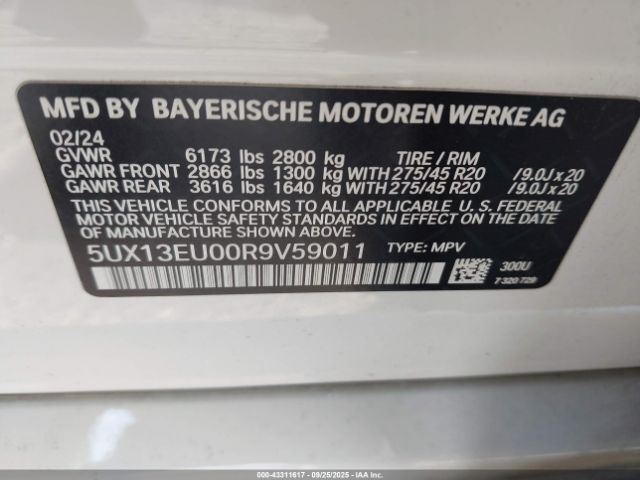 MFD BY BAYERISCHE MOTOREN WERKE AG
02/24
GVWR 6173 lbs 2800 kg TIRE / RIM
GAWR FRONT 2866 lbs 1300 kg WITH 275/45 R20 /9.0J x 20
GAWR REAR 3616 lbs 1640 kg WITH 275/45 R20 /9.0J x 20
THIS VEHICLE CONFORMS TO ALL APPLICABLE U. S. FEDERAL
MOTOR VEHICLE SAFETY STANDARDS IN EFFECT ON THE DATE
OF MANUFACTURE SHOWN ABOVE.
5UX13EU00R9V59011 TYPE: MPV
300U
7 320 729
000-43311617 - 09/25/2025 - IAAI.COM